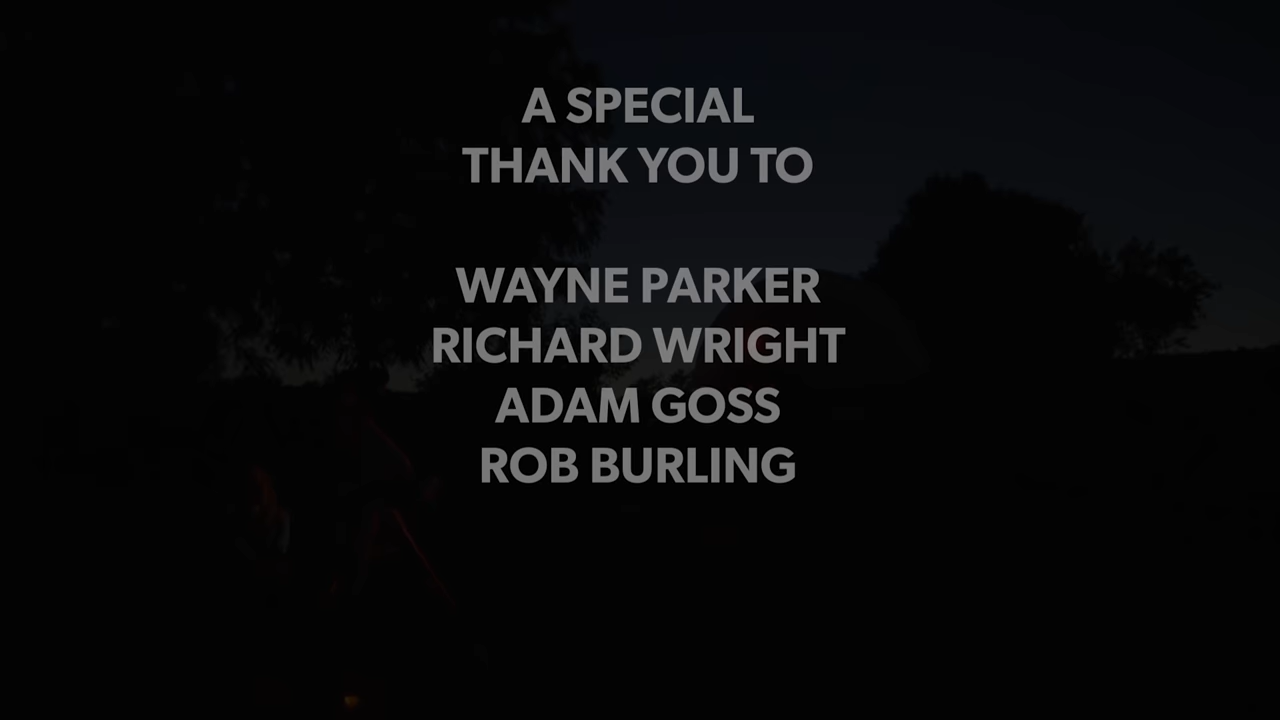 A SPECIAL
THANK YOU TO
WAYNE PARKER
RICHARD WRIGHT
ADAM GOSS
ROB BURLING